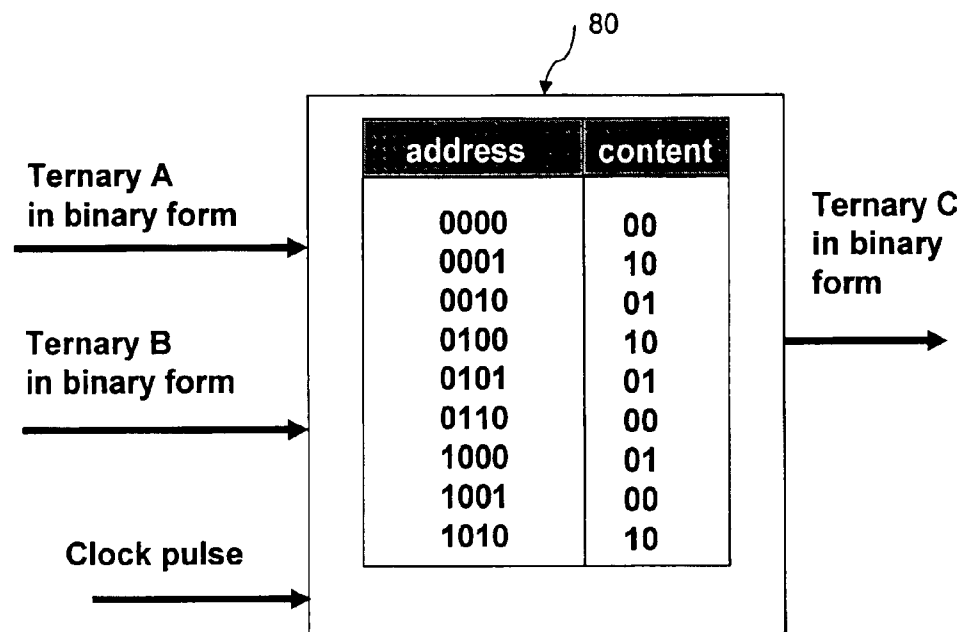 80
Ternary A
in binary form
Ternary B
in binary form
Clock pulse
address content
0000 00
0001 10
0010 01
0100 10
0101 01
0110 00
1000 01
1001 00
1010 10
Ternary C
in binary
form